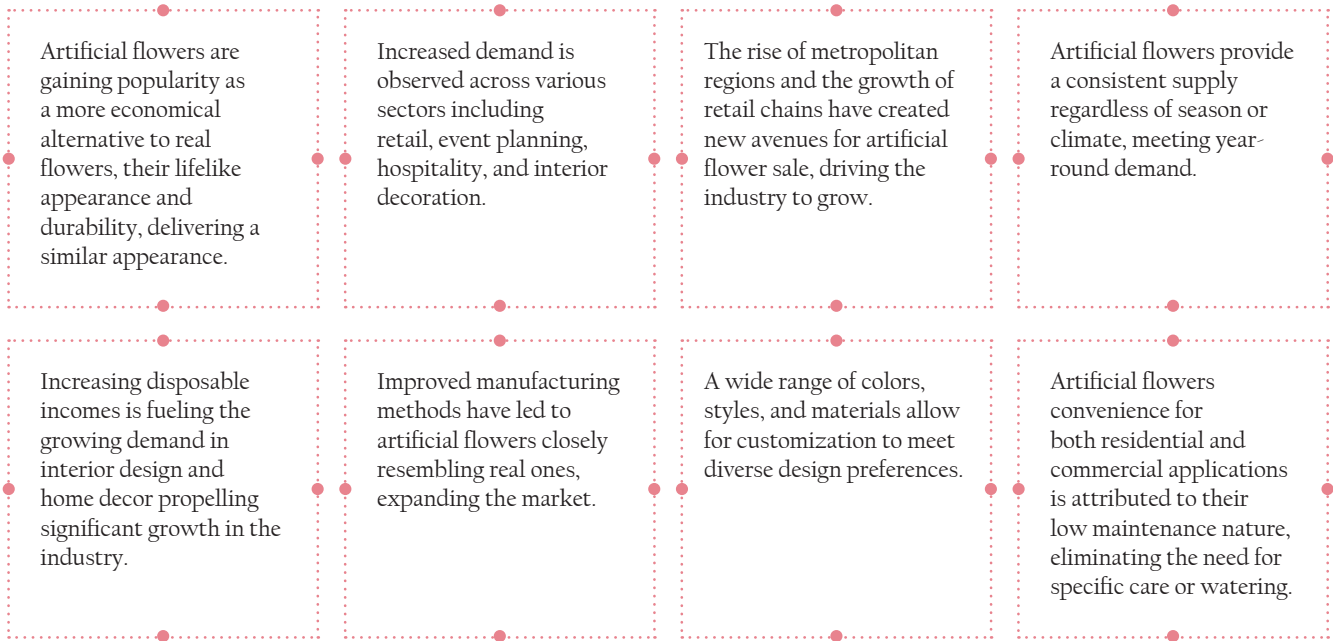 Artificial flowers are
gaining popularity as
a more economical
alternative to real
flowers, their lifelike
appearance and
durability, delivering a
similar appearance.
Increased demand is
observed across various
sectors including
retail, event planning,
hospitality, and interior
decoration.
The rise of metropolitan
regions and the growth of
retail chains have created
new avenues for artificial
flower sale, driving the
industry to grow.
Artificial flowers provide
a consistent supply
regardless of season or
climate, meeting year-
round demand.
Increasing disposable
incomes is fueling the
growing demand in
interior design and
home decor propelling
significant growth in the
industry.
Improved manufacturing
methods have led to
artificial flowers closely
resembling real ones,
expanding the market.
A wide range of colors,
styles, and materials allow
for customization to meet
diverse design preferences.
Artificial flowers
convenience for
both residential and
commercial applications
is attributed to their
low maintenance nature,
eliminating the need for
specific care or watering.